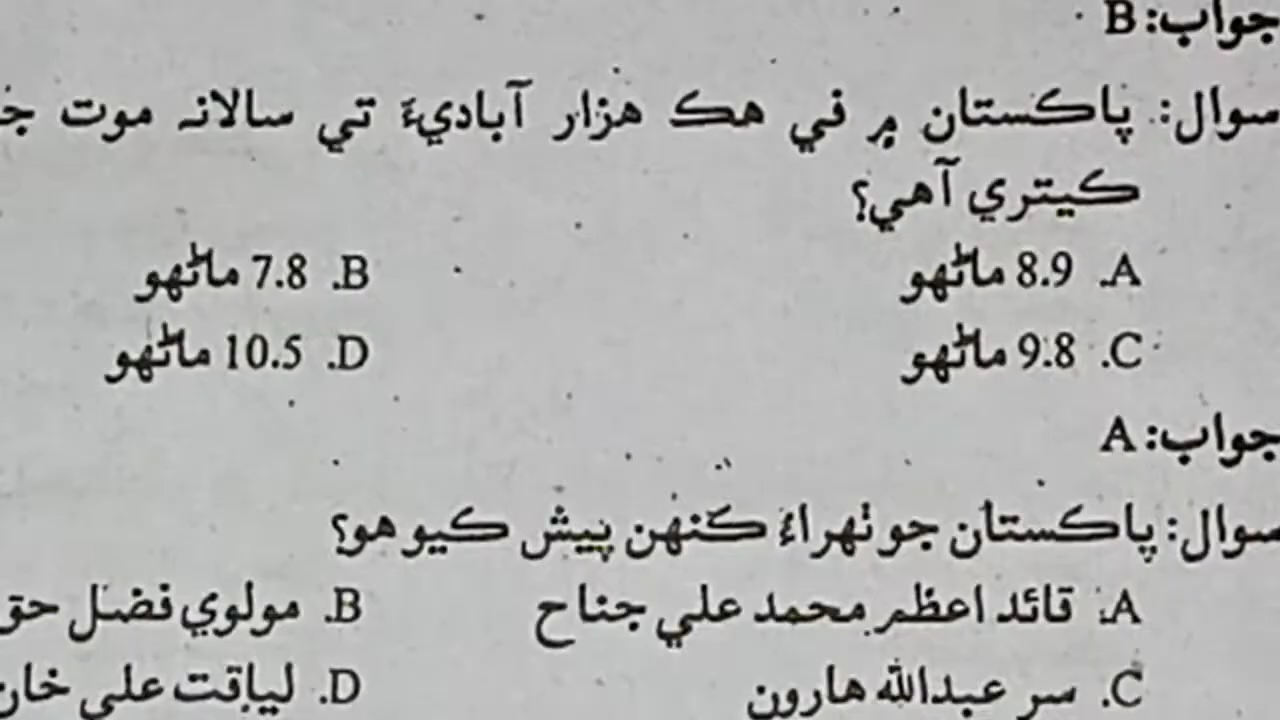 جواب: B
سوال: پاڪستان ۾ في هڪ هزار آباديءَ تي سالانه موت
ڪيتري آهي؟
A. 8.9 ماڻهو B. 7.8 ماڻهو
C. 9.8 ماڻهو D. 10.5 ماڻهو
جواب: A
سوال: پاڪستان جو ٺهراءُ ڪنهن پيش ڪيو هو؟
A. قائد اعظم محمد علي جناح B. مولوي فضل حق
C. سر عبدالله هارون D. لياقت علي خان